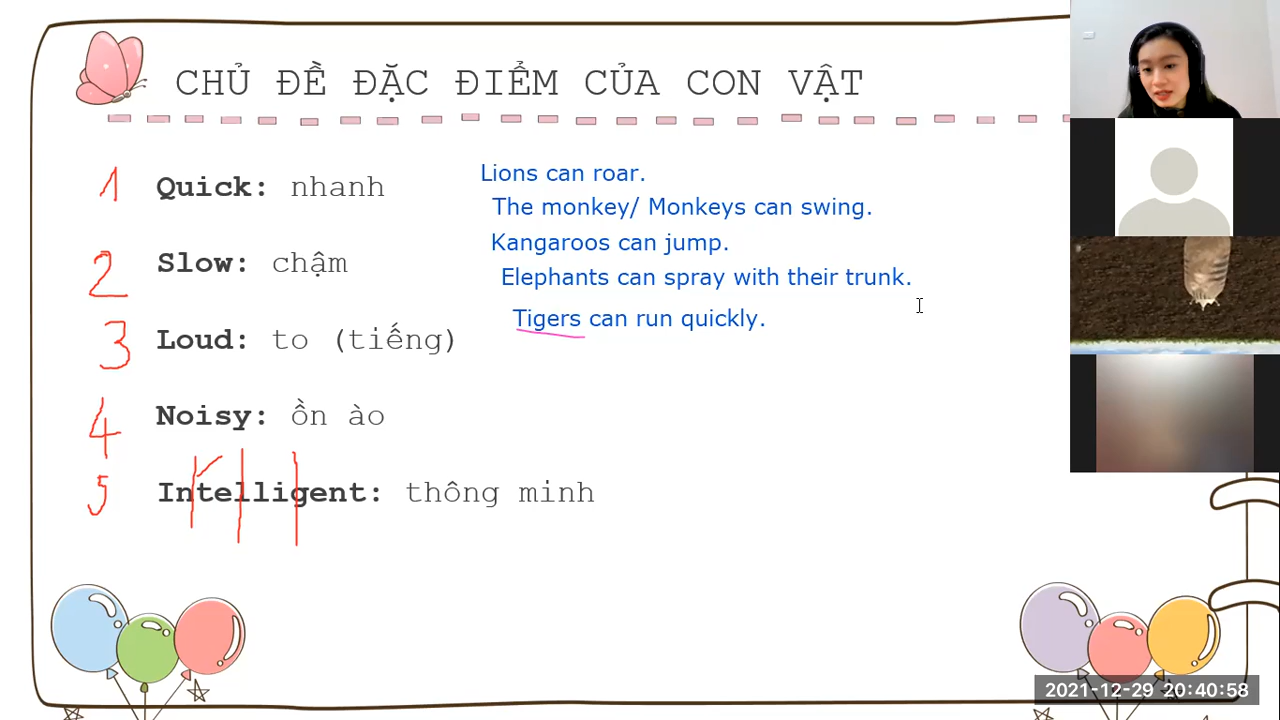 CHỦ ĐỀ ĐẶC ĐIỂM CỦA CON VẬT
1 Quick: nhanh
2 Slow: chậm
3 Loud: to (tiếng)
4 Noisy: ồn ào
5 Intelligent: thông minh
Lions can roar.
The monkey/ Monkeys can swing.
Kangaroos can jump.
Elephants can spray with their trunk.
Tigers can run quickly.
2021-12-29 20:40:58